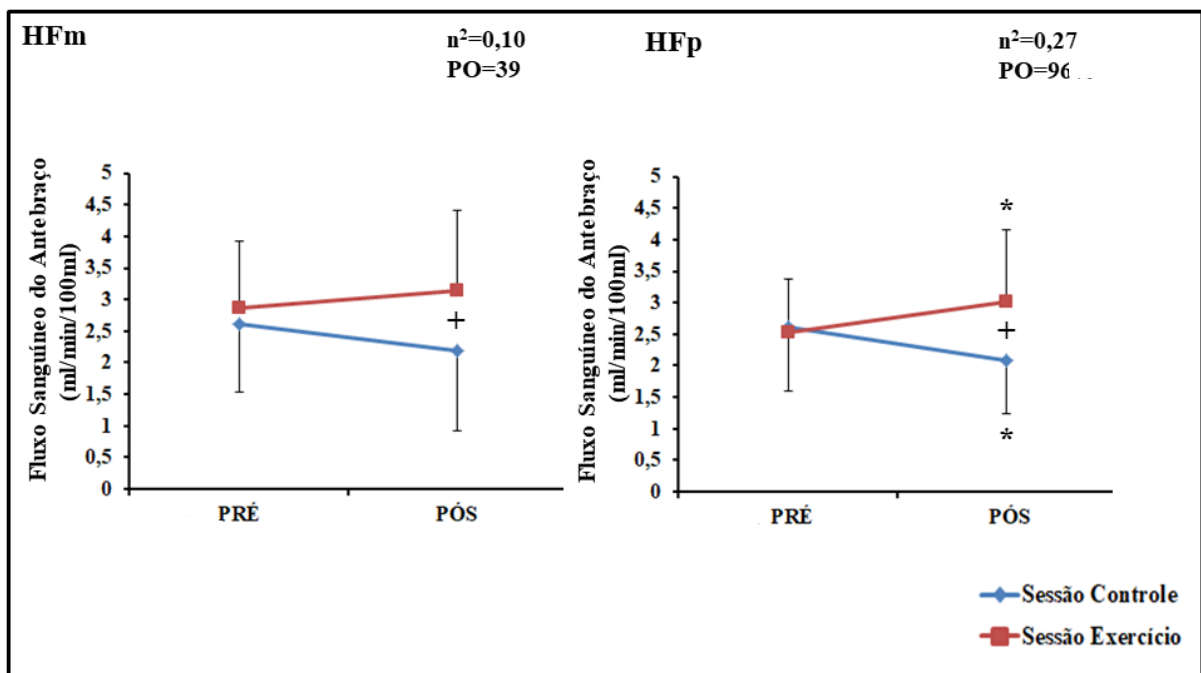 HFm
n²=0,10
PO=39
Fluxo Sanguíneo do Antebraço
(ml/min/100ml)
5
4,5
4
3,5
3
2,5
2
1,5
1
0,5
0
+
PRÉ
PÓS
HFp
n²=0,27
PO=96
Fluxo Sanguíneo do Antebraço
(ml/min/100ml)
5
4,5
4
3,5
3
2,5
2
1,5
1
0,5
0
*
+
*
PRÉ
PÓS
Sessão Controle
Sessão Exercício